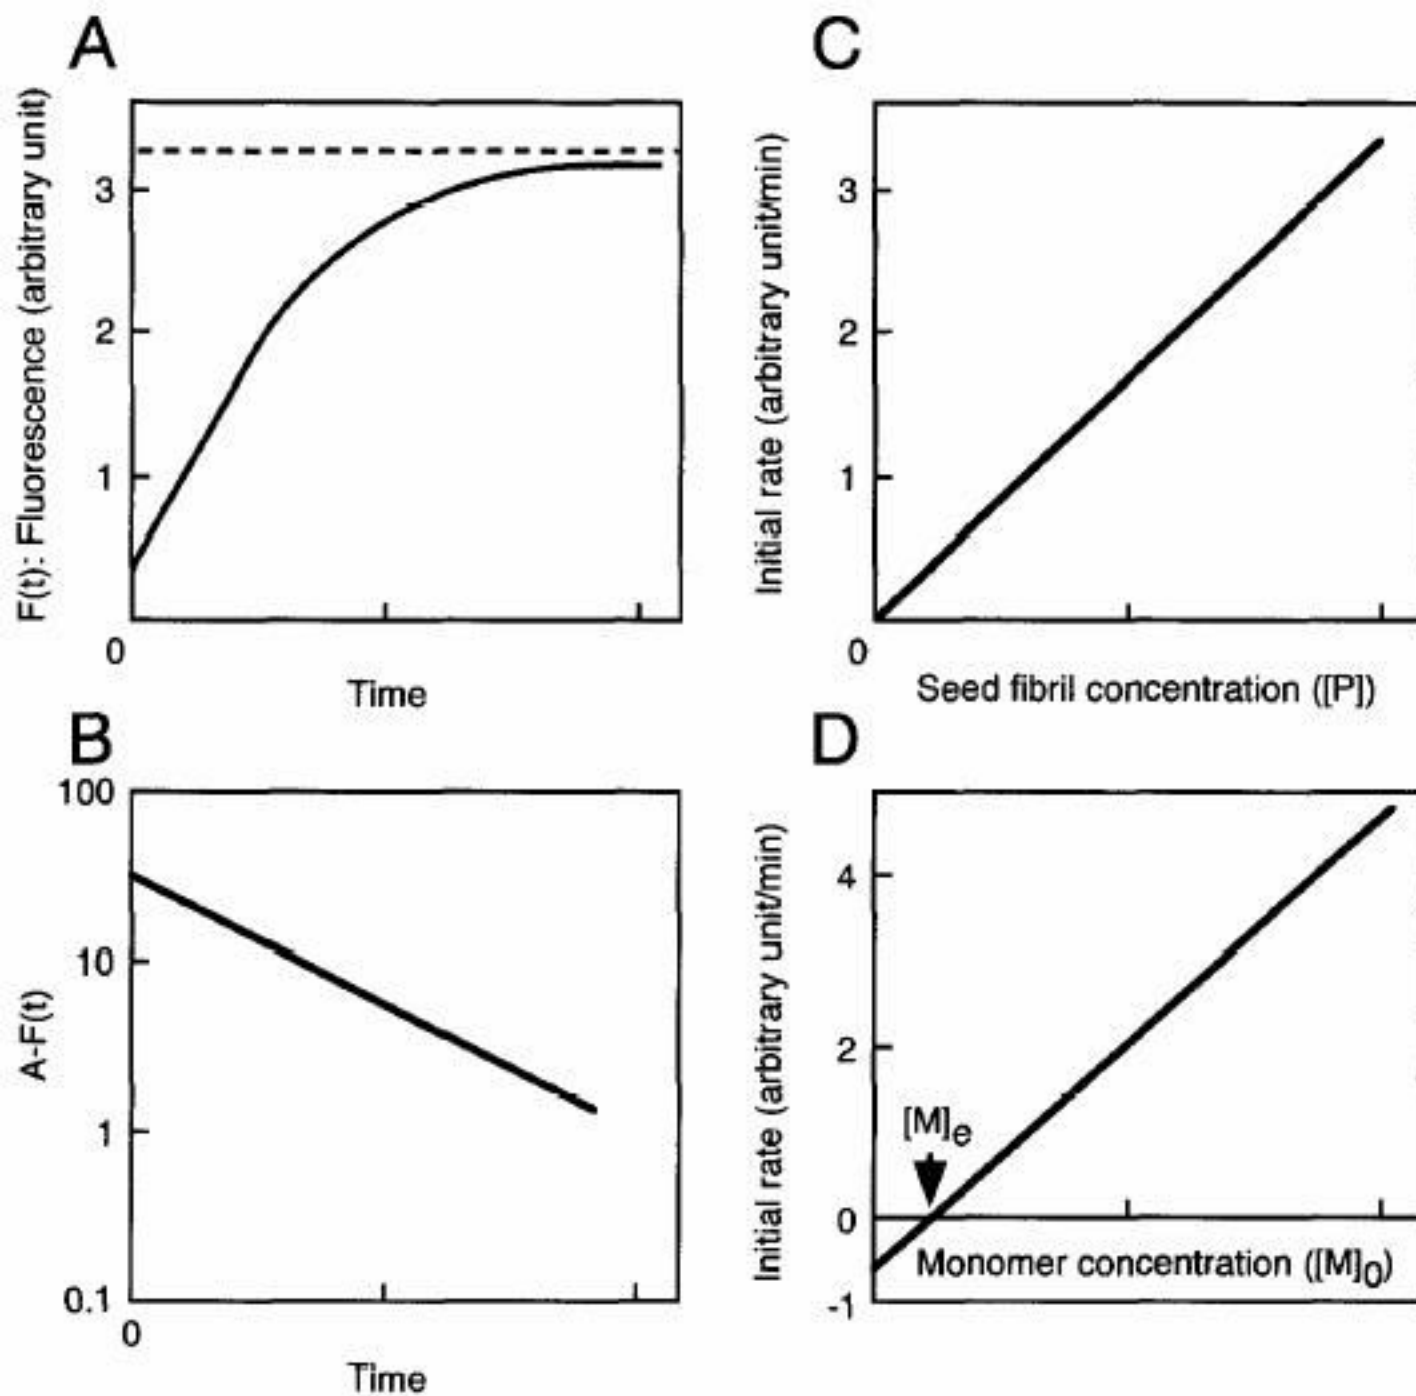 A
F(t): Fluorescence (arbitrary unit)
3
2
1
0
Time
B
100
10
1
0.1
A-F(t)
0
Time
C
Initial rate (arbitrary unit/min)
3
2
1
0
Seed fibril concentration ([P])
D
Initial rate (arbitrary unit/min)
4
2
0
-1
[M]e
Monomer concentration ([M]0)